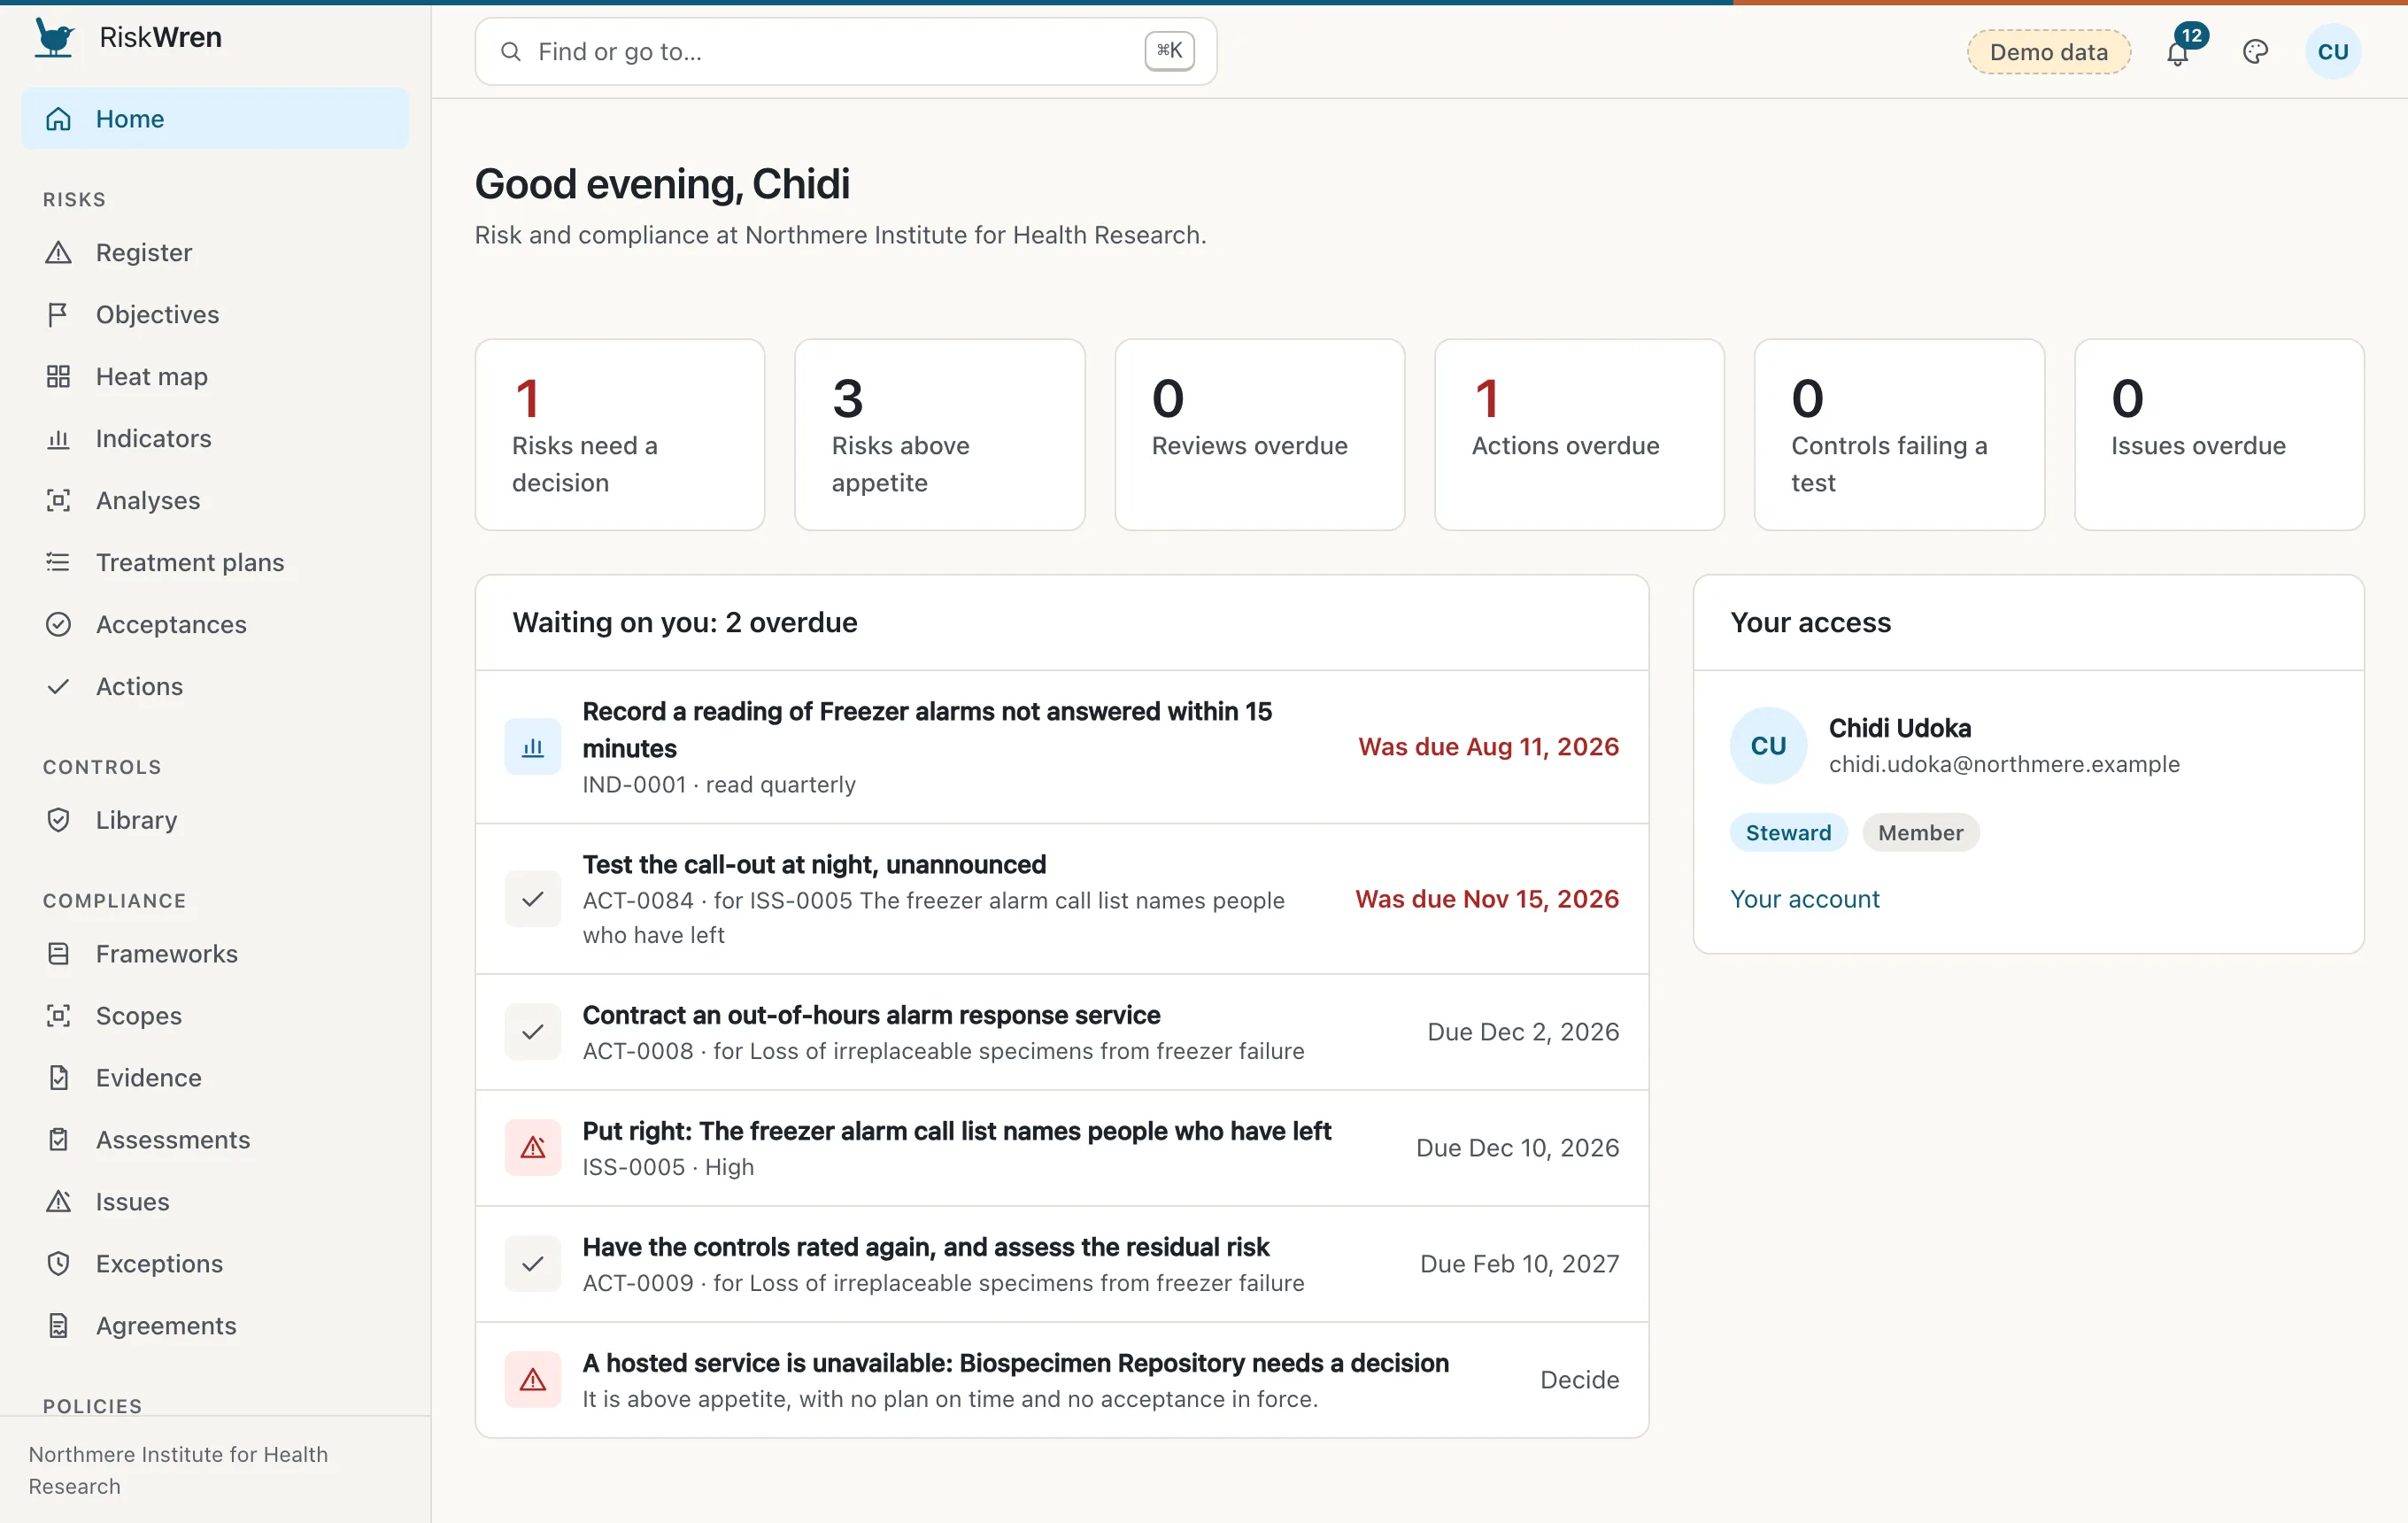 RiskWren
Find or go to...
⌘K
Demo data
12
CU
Home
RISKS
Register
Objectives
Heat map
Indicators
Analyses
Treatment plans
Acceptances
Actions
CONTROLS
Library
COMPLIANCE
Frameworks
Scopes
Evidence
Assessments
Issues
Exceptions
Agreements
POLICIES
Northmere Institute for Health
Research
Good evening, Chidi
Risk and compliance at Northmere Institute for Health Research.
1
Risks need a
decision
3
Risks above
appetite
0
Reviews overdue
1
Actions overdue
0
Controls failing a
test
0
Issues overdue
Waiting on you: 2 overdue
Record a reading of Freezer alarms not answered within 15
minutes
IND-0001 · read quarterly
Was due Aug 11, 2026
Test the call-out at night, unannounced
ACT-0084 · for ISS-0005 The freezer alarm call list names people
who have left
Was due Nov 15, 2026
Contract an out-of-hours alarm response service
ACT-0008 · for Loss of irreplaceable specimens from freezer failure
Due Dec 2, 2026
Put right: The freezer alarm call list names people who have left
ISS-0005 · High
Due Dec 10, 2026
Have the controls rated again, and assess the residual risk
ACT-0009 · for Loss of irreplaceable specimens from freezer failure
Due Feb 10, 2027
A hosted service is unavailable: Biospecimen Repository needs a decision
It is above appetite, with no plan on time and no acceptance in force.
Decide
Your access
CU
Chidi Udoka
chidi.udoka@northmere.example
Steward
Member
Your account